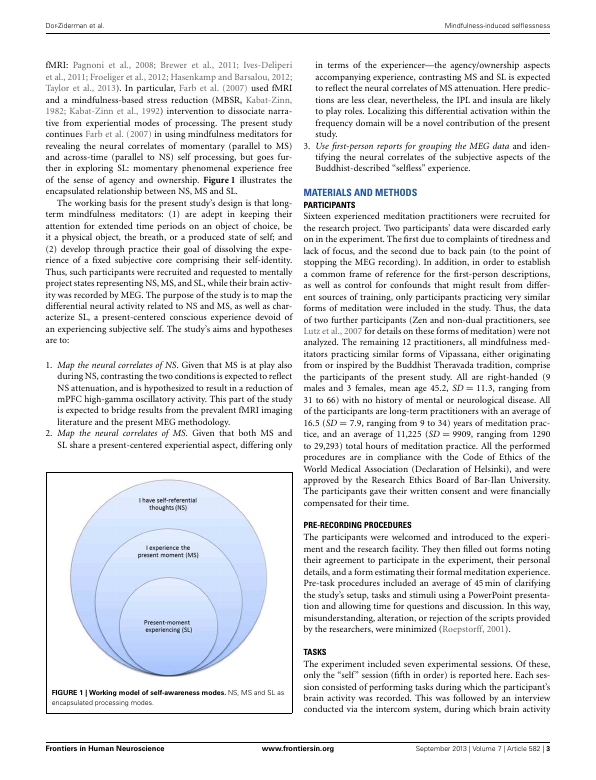 Dor-Ziderman et al.
Mindfulness-induced selflessness
fMRI: Pagnoni et al., 2008; Brewer et al., 2011; Ives-Deliperi
et al., 2011; Froeliger et al., 2012; Hasenkamp and Barsalou, 2012;
Taylor et al., 2013). In particular, Farb et al. (2007) used fMRI
and a mindfulness-based stress reduction (MBSR, Kabat-Zinn,
1982; Kabat-Zinn et al., 1992) intervention to dissociate narra-
tive from experiential modes of processing. The present study
continues Farb et al. (2007) in using mindfulness meditators for
revealing the neural correlates of momentary (parallel to MS)
and across-time (parallel to NS) self processing, but goes fur-
ther in exploring SL: momentary phenomenal experience free
of the sense of agency and ownership. Figure 1 illustrates the
encapsulated relationship between NS, MS and SL.
The working basis for the present study's design is that long-
term mindfulness meditators: (1) are adept in keeping their
attention for extended time periods on an object of choice, be
it a physical object, the breath, or a produced state of self; and
(2) develop through practice their goal of dissolving the expe-
rience of a fixed subjective core comprising their self-identity.
Thus, such participants were recruited and requested to mentally
project states representing NS, MS, and SL, while their brain activ-
ity was recorded by MEG. The purpose of the study is to map the
differential neural activity related to NS and MS, as well as char-
acterize SL, a present-centered conscious experience devoid of
an experiencing subjective self. The study's aims and hypotheses
are to:
1. Map the neural correlates of NS. Given that MS is at play also
during NS, contrasting the two conditions is expected to reflect
NS attenuation, and is hypothesized to result in a reduction of
mPFC high-gamma oscillatory activity. This part of the study
is expected to bridge results from the prevalent fMRI imaging
literature and the present MEG methodology.
2. Map the neural correlates of MS. Given that both MS and
SL share a present-centered experiential aspect, differing only
I have self-referential
thoughts (NS)
I experience the
present moment (MS)
Present-moment
experiencing (SL)
FIGURE 1 | Working model of self-awareness modes. NS, MS and SL as
encapsulated processing modes.
in terms of the experiencer—the agency/ownership aspects
accompanying experience, contrasting MS and SL is expected
to reflect the neural correlates of MS attenuation. Here predic-
tions are less clear, nevertheless, the IPL and insula are likely
to play roles. Localizing this differential activation within the
frequency domain will be a novel contribution of the present
study.
3. Use first-person reports for grouping the MEG data and iden-
tifying the neural correlates of the subjective aspects of the
Buddhist-described “selfless” experience.
MATERIALS AND METHODS
PARTICIPANTS
Sixteen experienced meditation practitioners were recruited for
the research project. Two participants' data were discarded early
on in the experiment. The first due to complaints of tiredness and
lack of focus, and the second due to back pain (to the point of
stopping the MEG recording). In addition, in order to establish
a common frame of reference for the first-person descriptions,
as well as control for confounds that might result from differ-
ent sources of training, only participants practicing very similar
forms of meditation were included in the study. Thus, the data
of two further participants (Zen and non-dual practitioners, see
Lutz et al., 2007 for details on these forms of meditation) were not
analyzed. The remaining 12 practitioners, all mindfulness med-
itators practicing similar forms of Vipassana, either originating
from or inspired by the Buddhist Theravada tradition, comprise
the participants of the present study. All are right-handed (9
males and 3 females, mean age 45.2, SD = 11.3, ranging from
31 to 66) with no history of mental or neurological disease. All
of the participants are long-term practitioners with an average of
16.5 (SD = 7.9, ranging from 9 to 34) years of meditation prac-
tice, and an average of 11,225 (SD = 9909, ranging from 1290
to 29,293) total hours of meditation practice. All the performed
procedures are in compliance with the Code of Ethics of the
World Medical Association (Declaration of Helsinki), and were
approved by the Research Ethics Board of Bar-Ilan University.
The participants gave their written consent and were financially
compensated for their time.
PRE-RECORDING PROCEDURES
The participants were welcomed and introduced to the experi-
ment and the research facility. They then filled out forms noting
their agreement to participate in the experiment, their personal
details, and a form estimating their formal meditation experience.
Pre-task procedures included an average of 45 min of clarifying
the study's setup, tasks and stimuli using a PowerPoint presenta-
tion and allowing time for questions and discussion. In this way,
misunderstanding, alteration, or rejection of the scripts provided
by the researchers, were minimized (Roepstorff, 2001).
TASKS
The experiment included seven experimental sessions. Of these,
only the “self” session (fifth in order) is reported here. Each ses-
sion consisted of performing tasks during which the participant's
brain activity was recorded. This was followed by an interview
conducted via the intercom system, during which brain activity
Frontiers in Human Neuroscience
www.frontiersin.org
September 2013 | Volume 7 | Article 582 | 3